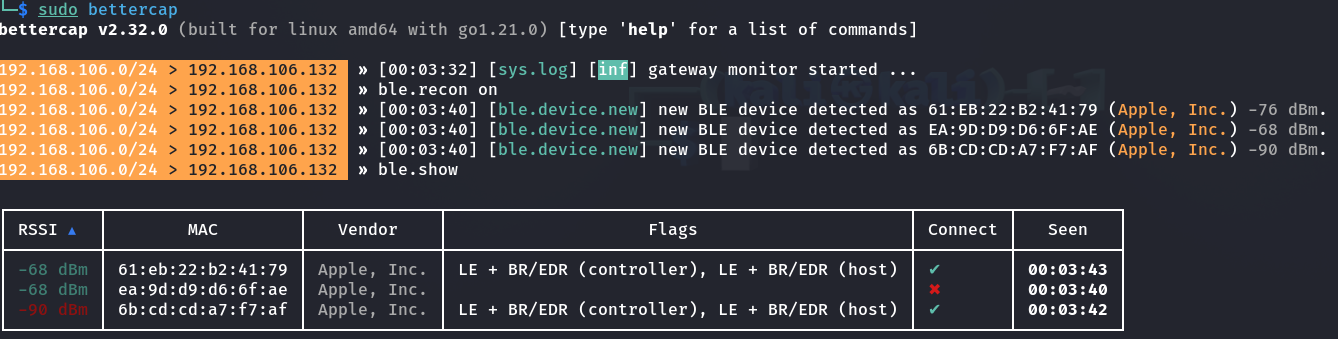 └─$ sudo bettercap
bettercap v2.32.0 (built for linux amd64 with go1.21.0) [type 'help' for a list of commands]
192.168.106.0/24 > 192.168.106.132 » [00:03:32] [sys.log] [inf] gateway monitor started ...
192.168.106.0/24 > 192.168.106.132 » ble.recon on
192.168.106.0/24 > 192.168.106.132 » [00:03:40] [ble.device.new] new BLE device detected as 61:EB:22:B2:41:79 (Apple, Inc.) -76 dBm.
192.168.106.0/24 > 192.168.106.132 » [00:03:40] [ble.device.new] new BLE device detected as EA:9D:D9:D6:6F:AE (Apple, Inc.) -68 dBm.
192.168.106.0/24 > 192.168.106.132 » [00:03:40] [ble.device.new] new BLE device detected as 6B:CD:CD:A7:F7:AF (Apple, Inc.) -90 dBm.
192.168.106.0/24 > 192.168.106.132 » ble.show
RSSI ▲ MAC Vendor Flags Connect Seen
-68 dBm 61:eb:22:b2:41:79 Apple, Inc. LE + BR/EDR (controller), LE + BR/EDR (host) ✔ 00:03:43
-68 dBm ea:9d:d9:d6:6f:ae Apple, Inc. ✖ 00:03:40
-90 dBm 6b:cd:cd:a7:f7:af Apple, Inc. LE + BR/EDR (controller), LE + BR/EDR (host) ✔ 00:03:42